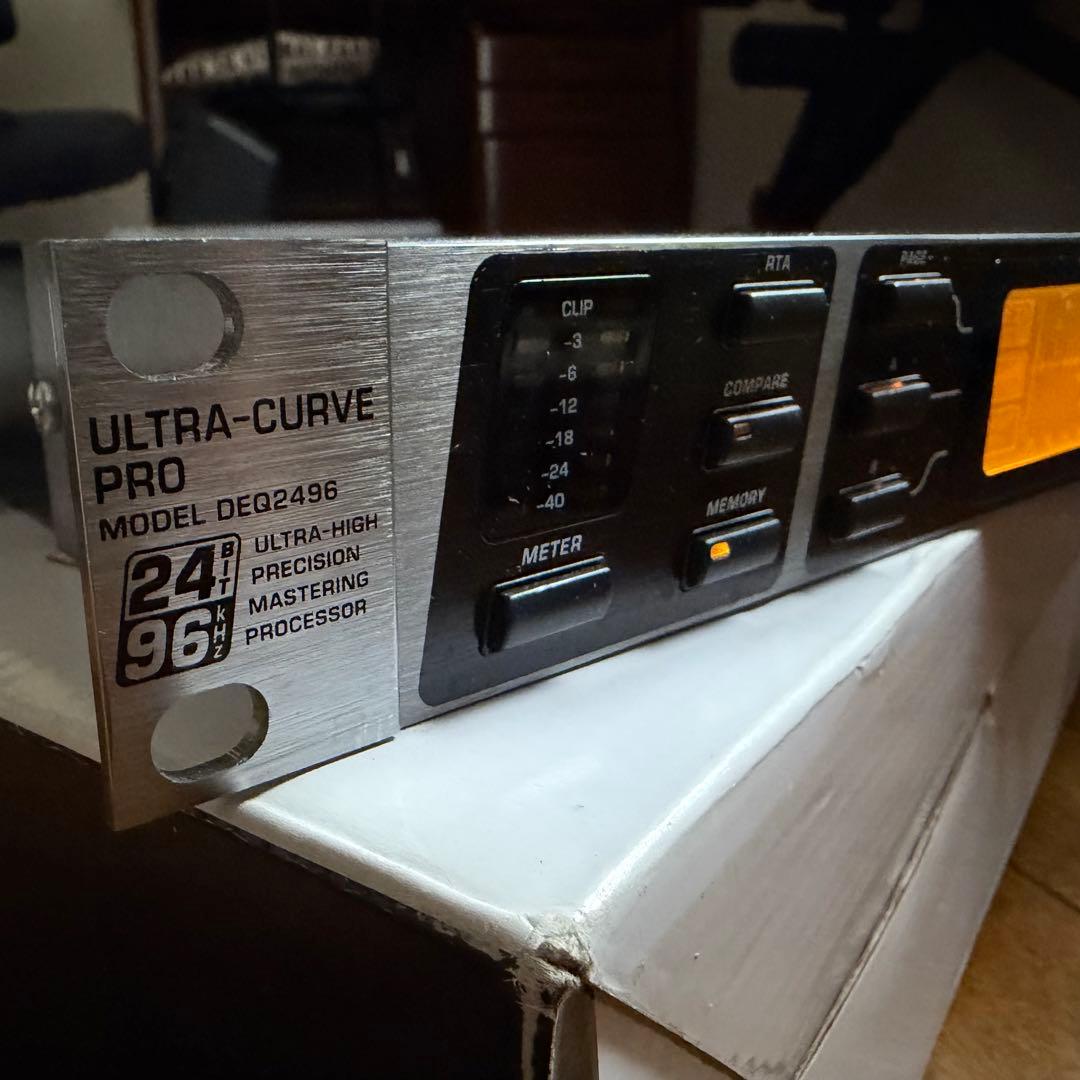 ULTRA-CURVE
PRO
MODEL DEQ2496
24 BIT
96 kHz
ULTRA-HIGH
PRECISION
MASTERING
PROCESSOR
CLIP
-3
-6
-12
-18
-24
-40
METER
RTA
COMPARE
MEMORY
PAGE
A
B